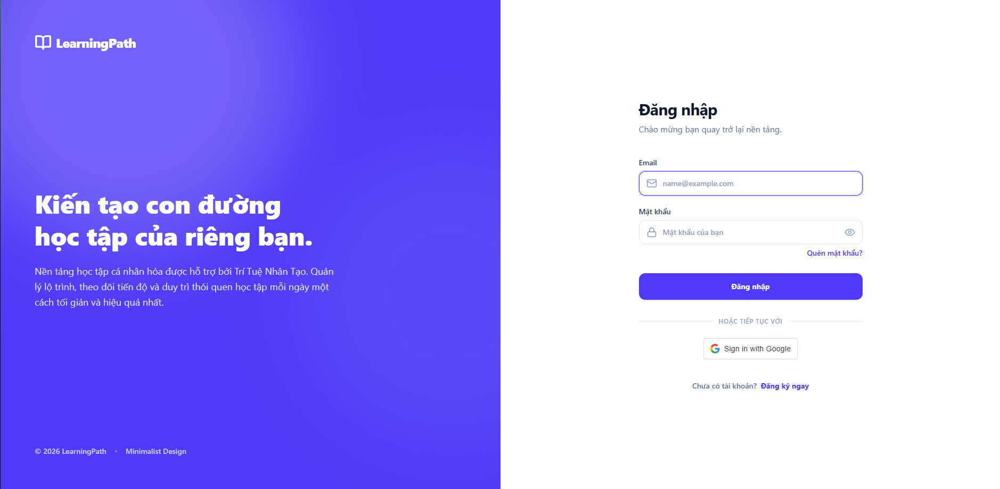 LearningPath
Kiến tạo con đường
học tập của riêng bạn.
Nền tảng học tập cá nhân hóa được hỗ trợ bởi Trí Tuệ Nhân Tạo. Quản
lý lộ trình, theo dõi tiến độ và duy trì thói quen học tập mỗi ngày một
cách tối giản và hiệu quả nhất.
© 2026 LearningPath • Minimalist Design
Đăng nhập
Chào mừng bạn quay trở lại nền tảng.
Email
name@example.com
Mật khẩu
Mật khẩu của bạn
Quên mật khẩu?
Đăng nhập
HOẶC TIẾP TỤC VỚI
Sign in with Google
Chưa có tài khoản? Đăng ký ngay